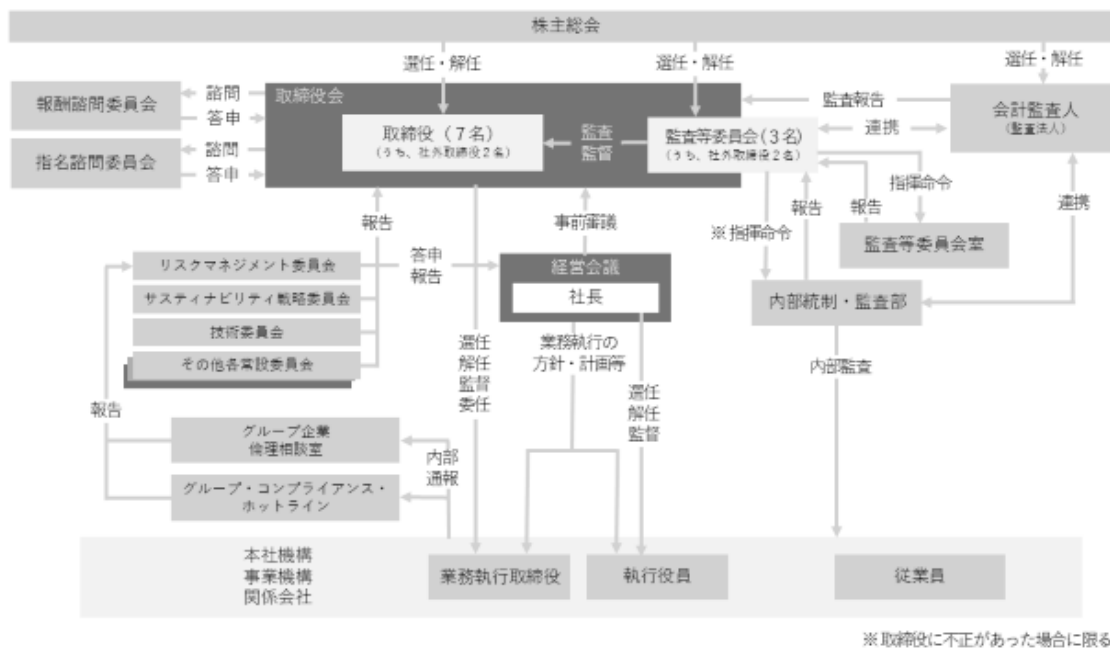 株主総会
選任・解任
選任・解任
選任・解任
報酬諮問委員会
諮問
答申
指名諮問委員会
諮問
答申
取締役会
取締役(7名)
(うち、社外取締役2名)
監査
監督
監査等委員会(3名)
(うち、社外取締役2名)
監査報告
連携
会計監査人
(監査法人)
指揮命令
報告
報告
※指揮命令
連携
監査等委員会室
内部統制・監査部
報告
事前審議
答申
報告
経営会議
社長
リスクマネジメント委員会
サスティナビリティ戦略委員会
技術委員会
その他各常設委員会
報告
選任
解任
監督
委任
業務執行の
方針・計画等
選任
解任
監督
内部監査
グループ企業
倫理相談室
グループ・コンプライアンス・
ホットライン
内部
通報
本社機構
事業機構
関係会社
業務執行取締役
執行役員
従業員
※取締役に不正があった場合に限る